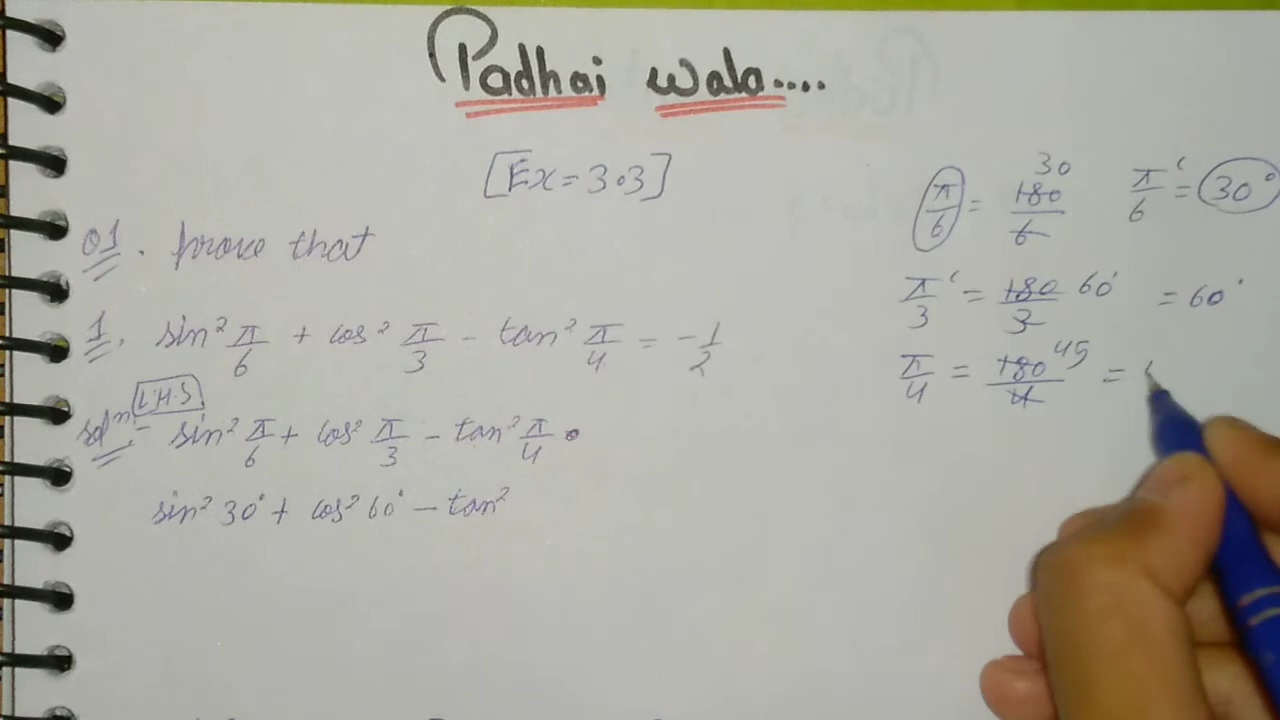 Padhai wala....
[Ex = 3.3]
Q1. prove that
1. sin² π/6 + cos² π/3 - tan² π/4 = -1/2
L.H.S
solⁿ:- sin² π/6 + cos² π/3 - tan² π/4
sin² 30° + cos² 60° - tan²
π/6 = 180/6 30 π/6 = 30°
π/3 = 180/3 60° = 60°
π/4 = 180/4 45 =